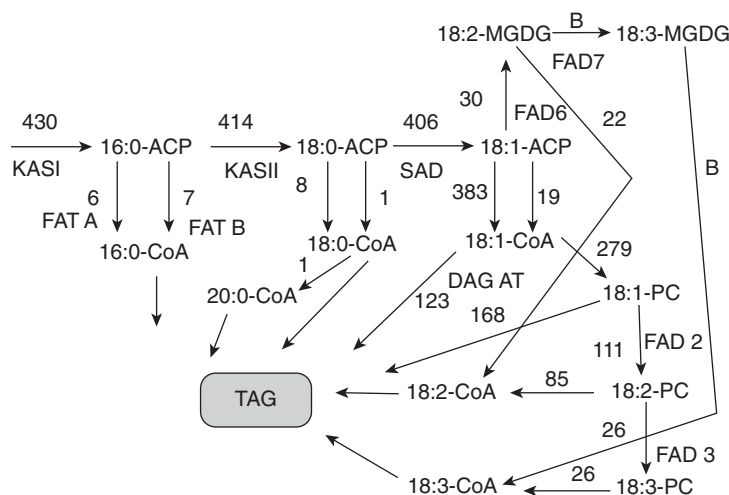 18:2-MGDG B 18:3-MGDG
FAD7
30 FAD6 22
430 414 406
16:0-ACP 18:0-ACP 18:1-ACP
KASI KASII SAD B
6 7 8 1 383 19
FAT A FAT B
16:0-CoA 18:0-CoA 18:1-CoA 279
1 DAG AT
20:0-CoA 123 18:1-PC
168
111 FAD 2
TAG 18:2-CoA 85 18:2-PC
26 FAD 3
18:3-CoA 26 18:3-PC